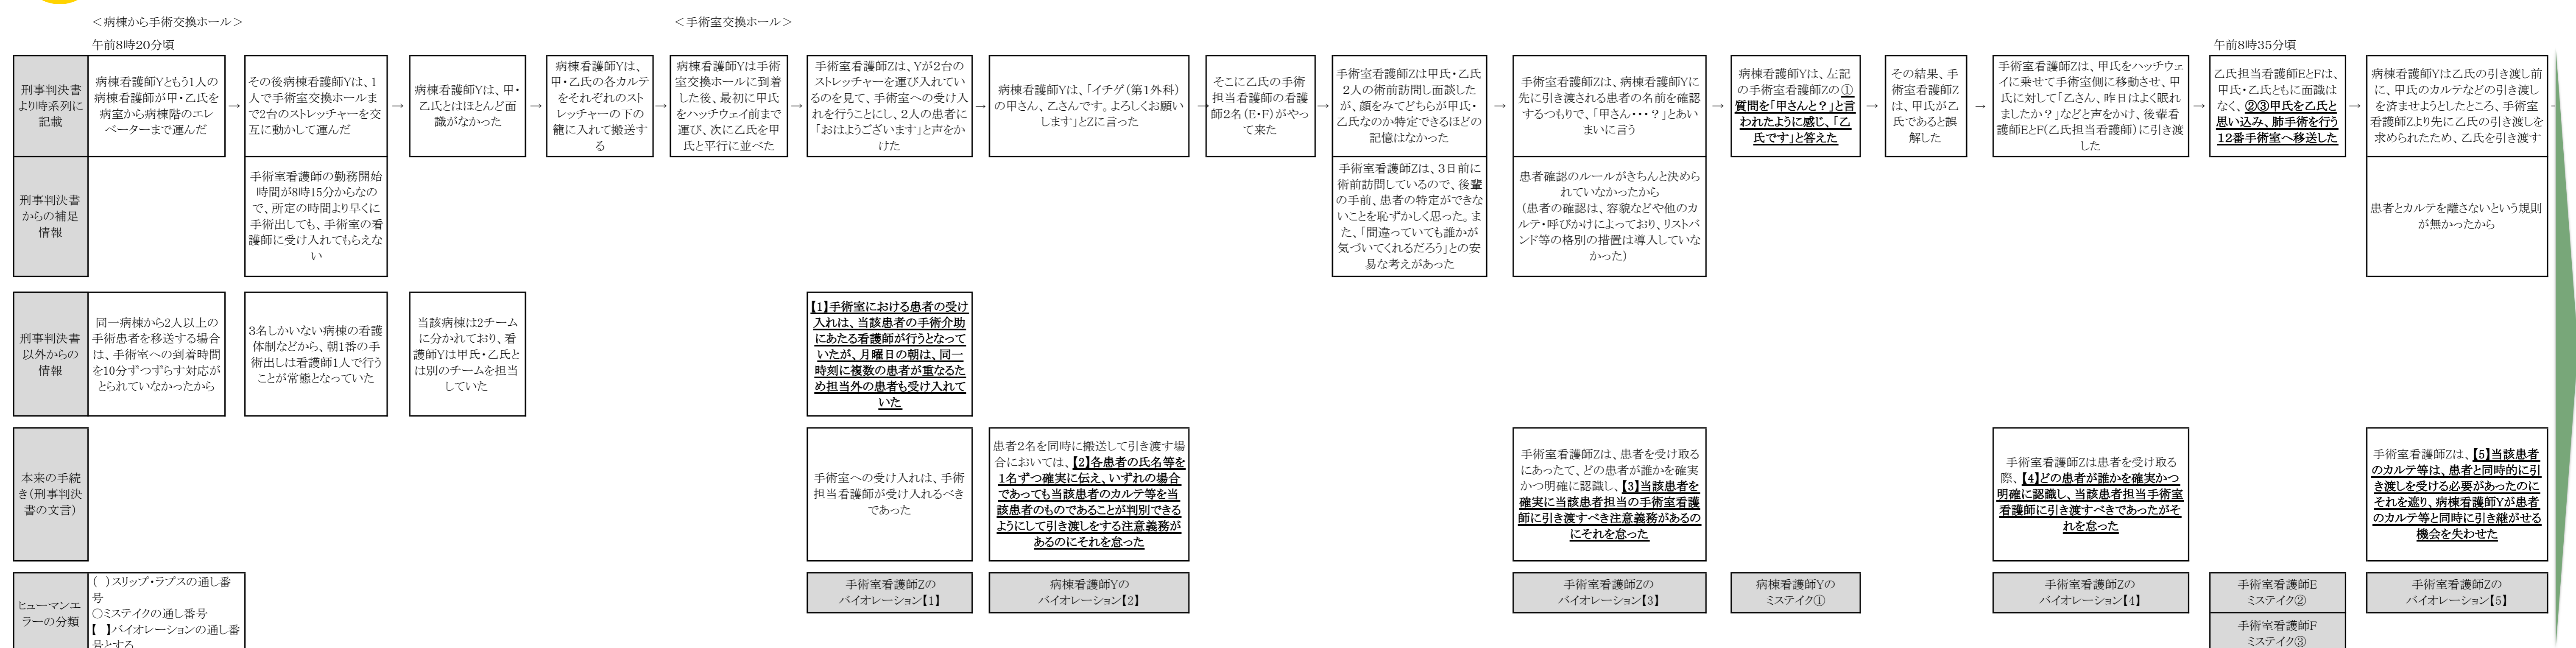 ＜病棟から手術交換ホール＞
＜手術室交換ホール＞
午前8時20分頃
午前8時35分頃
刑事判決書
より時系列に
記載
病棟看護師Yともう1人の
病棟看護師が甲・乙氏を
病室から病棟階のエレ
ベーターまで運んだ
→
その後病棟看護師Yは、1
人で手術室交換ホールま
で2台のストレッチャーを交
互に動かして運んだ
→
病棟看護師Yは、甲・
乙氏とはほとんど面
識がなかった
→
病棟看護師Yは、
甲・乙氏の各カルテ
をそれぞれのスト
レッチャーの下の
籠に入れて搬送す
る
→
病棟看護師Yは手術
室交換ホールに到着
した後、最初に甲氏
をハッチウェイ前まで
運び、次に乙氏を甲
氏と平行に並べた
→
手術室看護師Zは、Yが2台の
ストレッチャーを運び入れてい
るのを見て、手術室への受け入
れを行うことにし、2人の患者に
「おはようございます」と声をか
けた
→
病棟看護師Yは、「イチゲ（第1外科）
の甲さん、乙さんです。よろしくお願い
します」とZに言った
→
そこに乙氏の手術
担当看護師の看護
師2名（E・F）がやっ
て来た
→
手術室看護師Zは甲氏・乙氏
2人の術前訪問し面談した
が、顔をみてどちらが甲氏・
乙氏なのか特定できるほどの
記憶はなかった
→
手術室看護師Zは、病棟看護師Yに
先に引き渡される患者の名前を確認
するつもりで、「甲さん・・・？」とあい
まいに言う
→
病棟看護師Yは、左記
の手術室看護師Zの①
質問を「甲さんと？」と言
われたように感じ、「乙
氏です」と答えた
→
その結果、手
術室看護師Z
は、甲氏が乙
氏であると誤
解した
→
手術室看護師Zは、甲氏をハッチウェ
イに乗せて手術室側に移動させ、甲
氏に対して「乙さん、昨日はよく眠れ
ましたか？」などと声をかけ、後輩看
護師EとF（乙氏担当看護師）に引き渡
した
→
乙氏担当看護師EとFは、
甲氏・乙氏ともに面識は
なく、②③甲氏を乙氏と
思い込み、肺手術を行う
12番手術室へ移送した
→
病棟看護師Yは乙氏の引き渡し前
に、甲氏のカルテなどの引き渡し
を済ませようとしたところ、手術室
看護師Zより先に乙氏の引き渡しを
求められたため、乙氏を引き渡す
→
刑事判決書
からの補足
情報
手術室看護師の勤務開始
時間が8時15分からなの
で、所定の時間より早くに
手術出しても、手術室の看
護師に受け入れてもらえな
い
手術室看護師Zは、3日前に
術前訪問しているので、後輩
の手前、患者の特定ができな
いことを恥ずかしく思った。ま
た、「間違っていても誰かが
気づいてくれるだろう」との安
易な考えがあった
患者確認のルールがきちんと決めら
れていなかったから
（患者の確認は、容貌などや他のカ
ルテ・呼びかけによっており、リストバ
ンド等の格別の措置は導入していな
かった）
患者とカルテを離さないという規則
が無かったから
刑事判決書
以外からの
情報
同一病棟から2人以上の
手術患者を移送する場合
は、手術室への到着時間
を10分ずつずらす対応が
とられていなかったから
3名しかいない病棟の看護
体制などから、朝1番の手
術出しは看護師1人で行う
ことが常態となっていた
当該病棟は2チーム
に分かれており、看
護師Yは甲氏・乙氏と
は別のチームを担当
していた
【1】手術室における患者の受け
入れは、当該患者の手術介助
にあたる看護師が行うとなって
いたが、月曜日の朝は、同一
時刻に複数の患者が重なるた
め担当外の患者も受け入れて
いた
本来の手続
き（刑事判決
書の文言）
手術室への受け入れは、手術
担当看護師が受け入れるべき
であった
患者2名を同時に搬送して引き渡す場
合においては、【2】各患者の氏名等を
1名ずつ確実に伝え、いずれの場合
であっても当該患者のカルテ等を当
該患者のものであることが判別できる
ようにして引き渡しをする注意義務が
あるのにそれを怠った
手術室看護師Zは、患者を受け取る
にあたって、どの患者が誰かを確実
かつ明確に認識し、【3】当該患者を
確実に当該患者担当の手術室看護
師に引き渡すべき注意義務があるの
にそれを怠った
手術室看護師Zは患者を受け取る
際、【4】どの患者が誰かを確実かつ
明確に認識し、当該患者担当手術室
看護師に引き渡すべきであったがそ
れを怠った
手術室看護師Zは、【5】当該患者
のカルテ等は、患者と同時的に引
き渡しを受ける必要があったのに
それを遮り、病棟看護師Yが患者
のカルテ等と同時に引き継がせる
機会を失わせた
ヒューマンエ
ラーの分類
（ ）スリップ・ラプスの通し番
号
○ミステイクの通し番号
【 】バイオレーションの通し番
号とする
手術室看護師Zの
バイオレーション【1】
病棟看護師Yの
バイオレーション【2】
手術室看護師Zの
バイオレーション【3】
病棟看護師Yの
ミステイク①
手術室看護師Zの
バイオレーション【4】
手術室看護師E
ミステイク②
手術室看護師F
ミステイク③
手術室看護師Zの
バイオレーション【5】